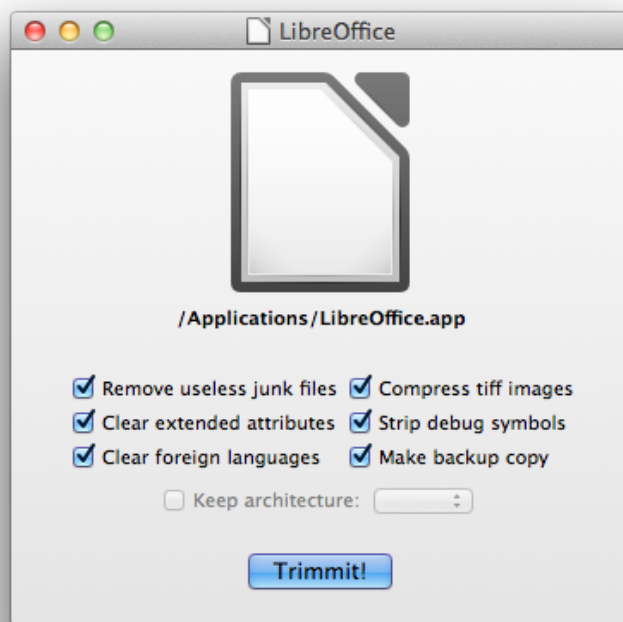 LibreOffice
/Applications/LibreOffice.app
Remove useless junk files Compress tiff images
Clear extended attributes Strip debug symbols
Clear foreign languages Make backup copy
Keep architecture:
Trimmit!